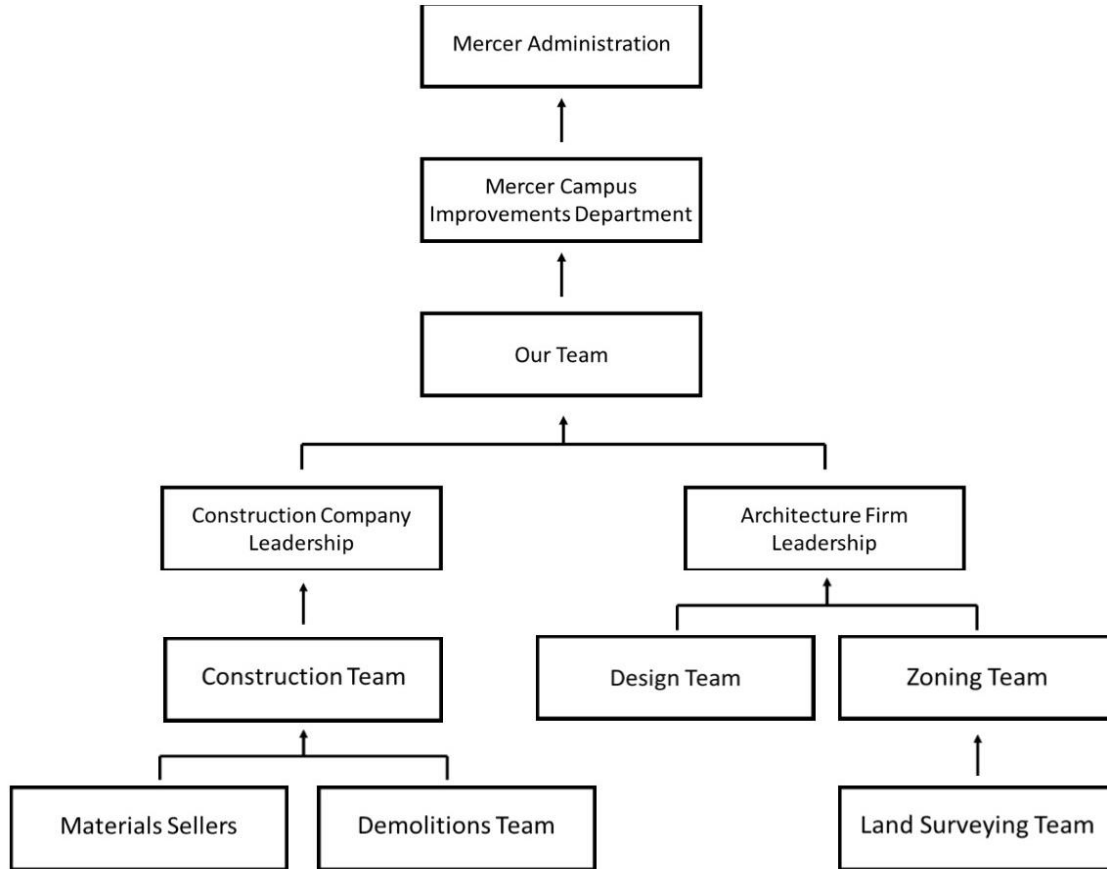 Mercer Administration
Mercer Campus
Improvements Department
Our Team
Construction Company
Leadership
Architecture Firm
Leadership
Construction Team
Design Team
Zoning Team
Materials Sellers
Demolitions Team
Land Surveying Team